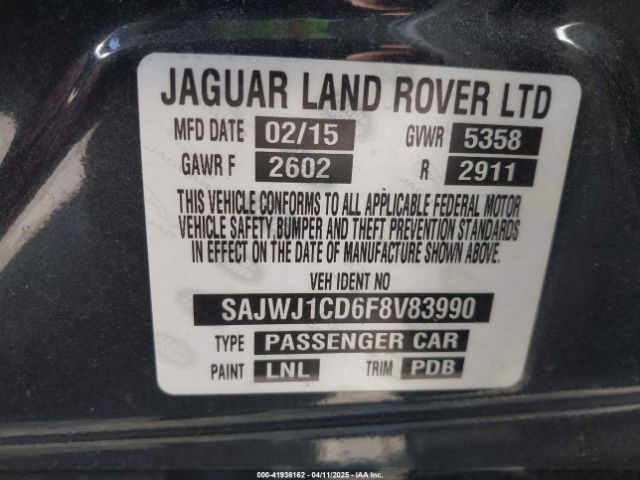 JAGUAR LAND ROVER LTD
MFD DATE 02/15 GVWR 5358
GAWR F 2602 R 2911
THIS VEHICLE CONFORMS TO ALL APPLICABLE FEDERAL MOTOR
VEHICLE SAFETY,BUMPER AND THEFT PREVENTION STANDARDS
IN EFFECT ON THE DATE OF MANUFACTURE SHOWN ABOVE.
VEH IDENT NO
SAJWJ1CD6F8V83990
TYPE PASSENGER CAR
PAINT LNL TRIM PDB
000-41936162 - 04/11/2025 - IAA, Inc.